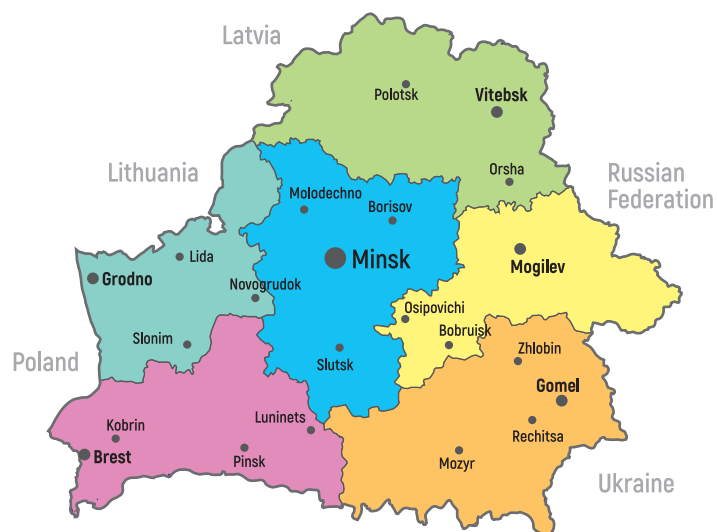 Latvia
Polotsk
Vitebsk
Lithuania
Orsha
Russian
Federation
Molodechno
Borisov
Minsk
Mogilev
Lida
Grodno
Novogrudok
Osipovichi
Bobruisk
Slonim
Slutsk
Zhlobin
Poland
Gomel
Kobrin
Luninets
Rechitsa
Brest
Pinsk
Mozyr
Ukraine